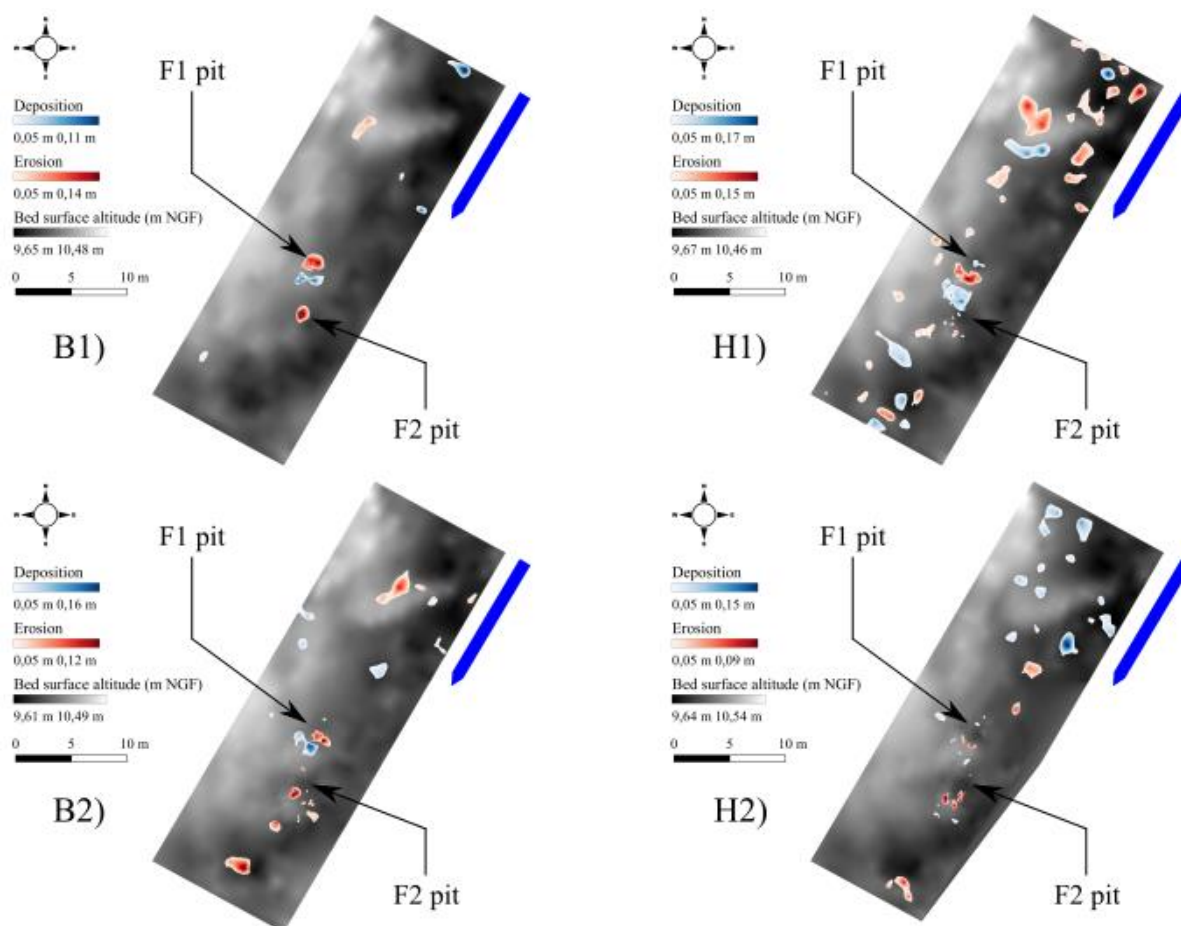 F1 pit
Deposition
0,05 m 0,11 m
Erosion
0,05 m 0,14 m
Bed surface altitude (m NGF)
9,65 m 10,48 m
0 5 10 m
B1)
F2 pit
F1 pit
Deposition
0,05 m 0,17 m
Erosion
0,05 m 0,15 m
Bed surface altitude (m NGF)
9,67 m 10,46 m
0 5 10 m
H1)
F2 pit
F1 pit
Deposition
0,05 m 0,16 m
Erosion
0,05 m 0,12 m
Bed surface altitude (m NGF)
9,61 m 10,49 m
0 5 10 m
B2)
F2 pit
F1 pit
Deposition
0,05 m 0,15 m
Erosion
0,05 m 0,09 m
Bed surface altitude (m NGF)
9,64 m 10,54 m
0 5 10 m
H2)
F2 pit